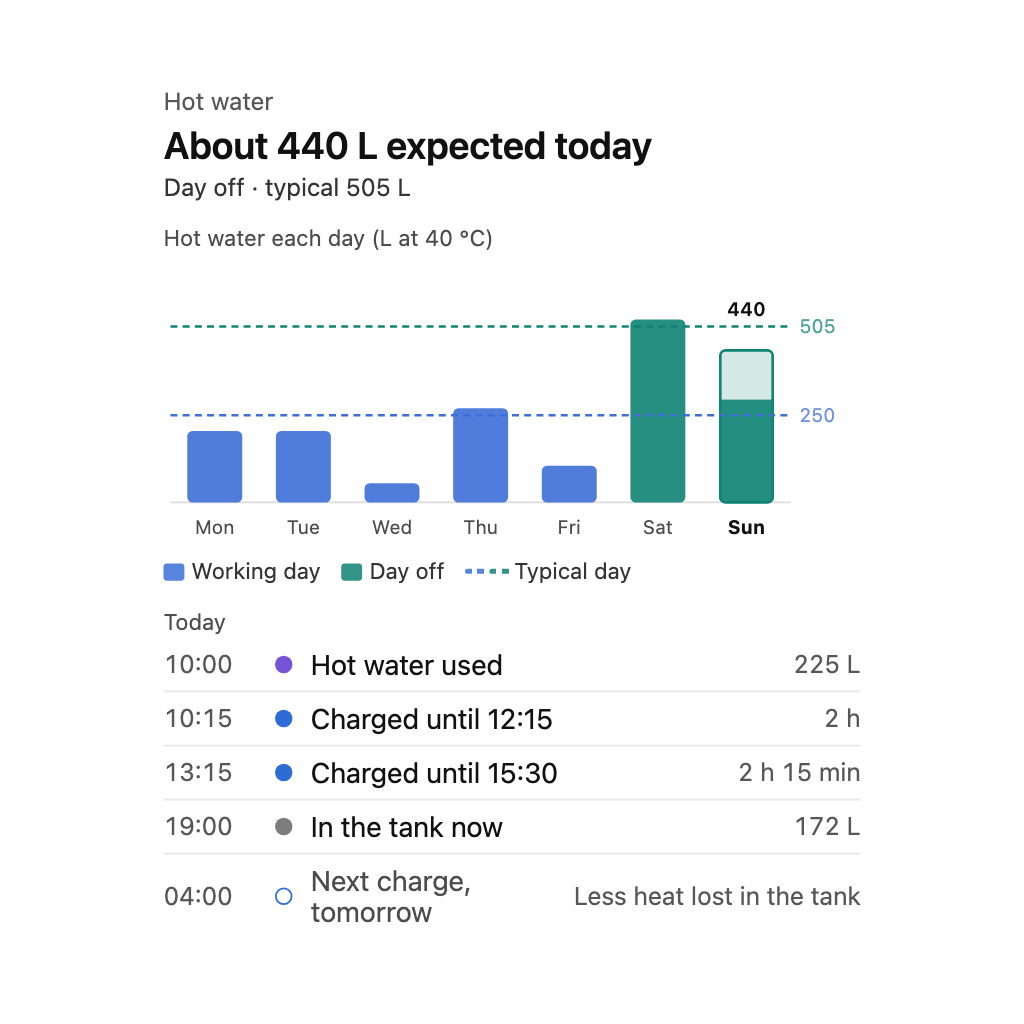 Hot water
About 440 L expected today
Day off · typical 505 L
Hot water each day (L at 40 °C)
440
505
250
Mon Tue Wed Thu Fri Sat Sun
Working day Day off Typical day
Today
10:00 Hot water used 225 L
10:15 Charged until 12:15 2 h
13:15 Charged until 15:30 2 h 15 min
19:00 In the tank now 172 L
04:00 Next charge, tomorrow Less heat lost in the tank